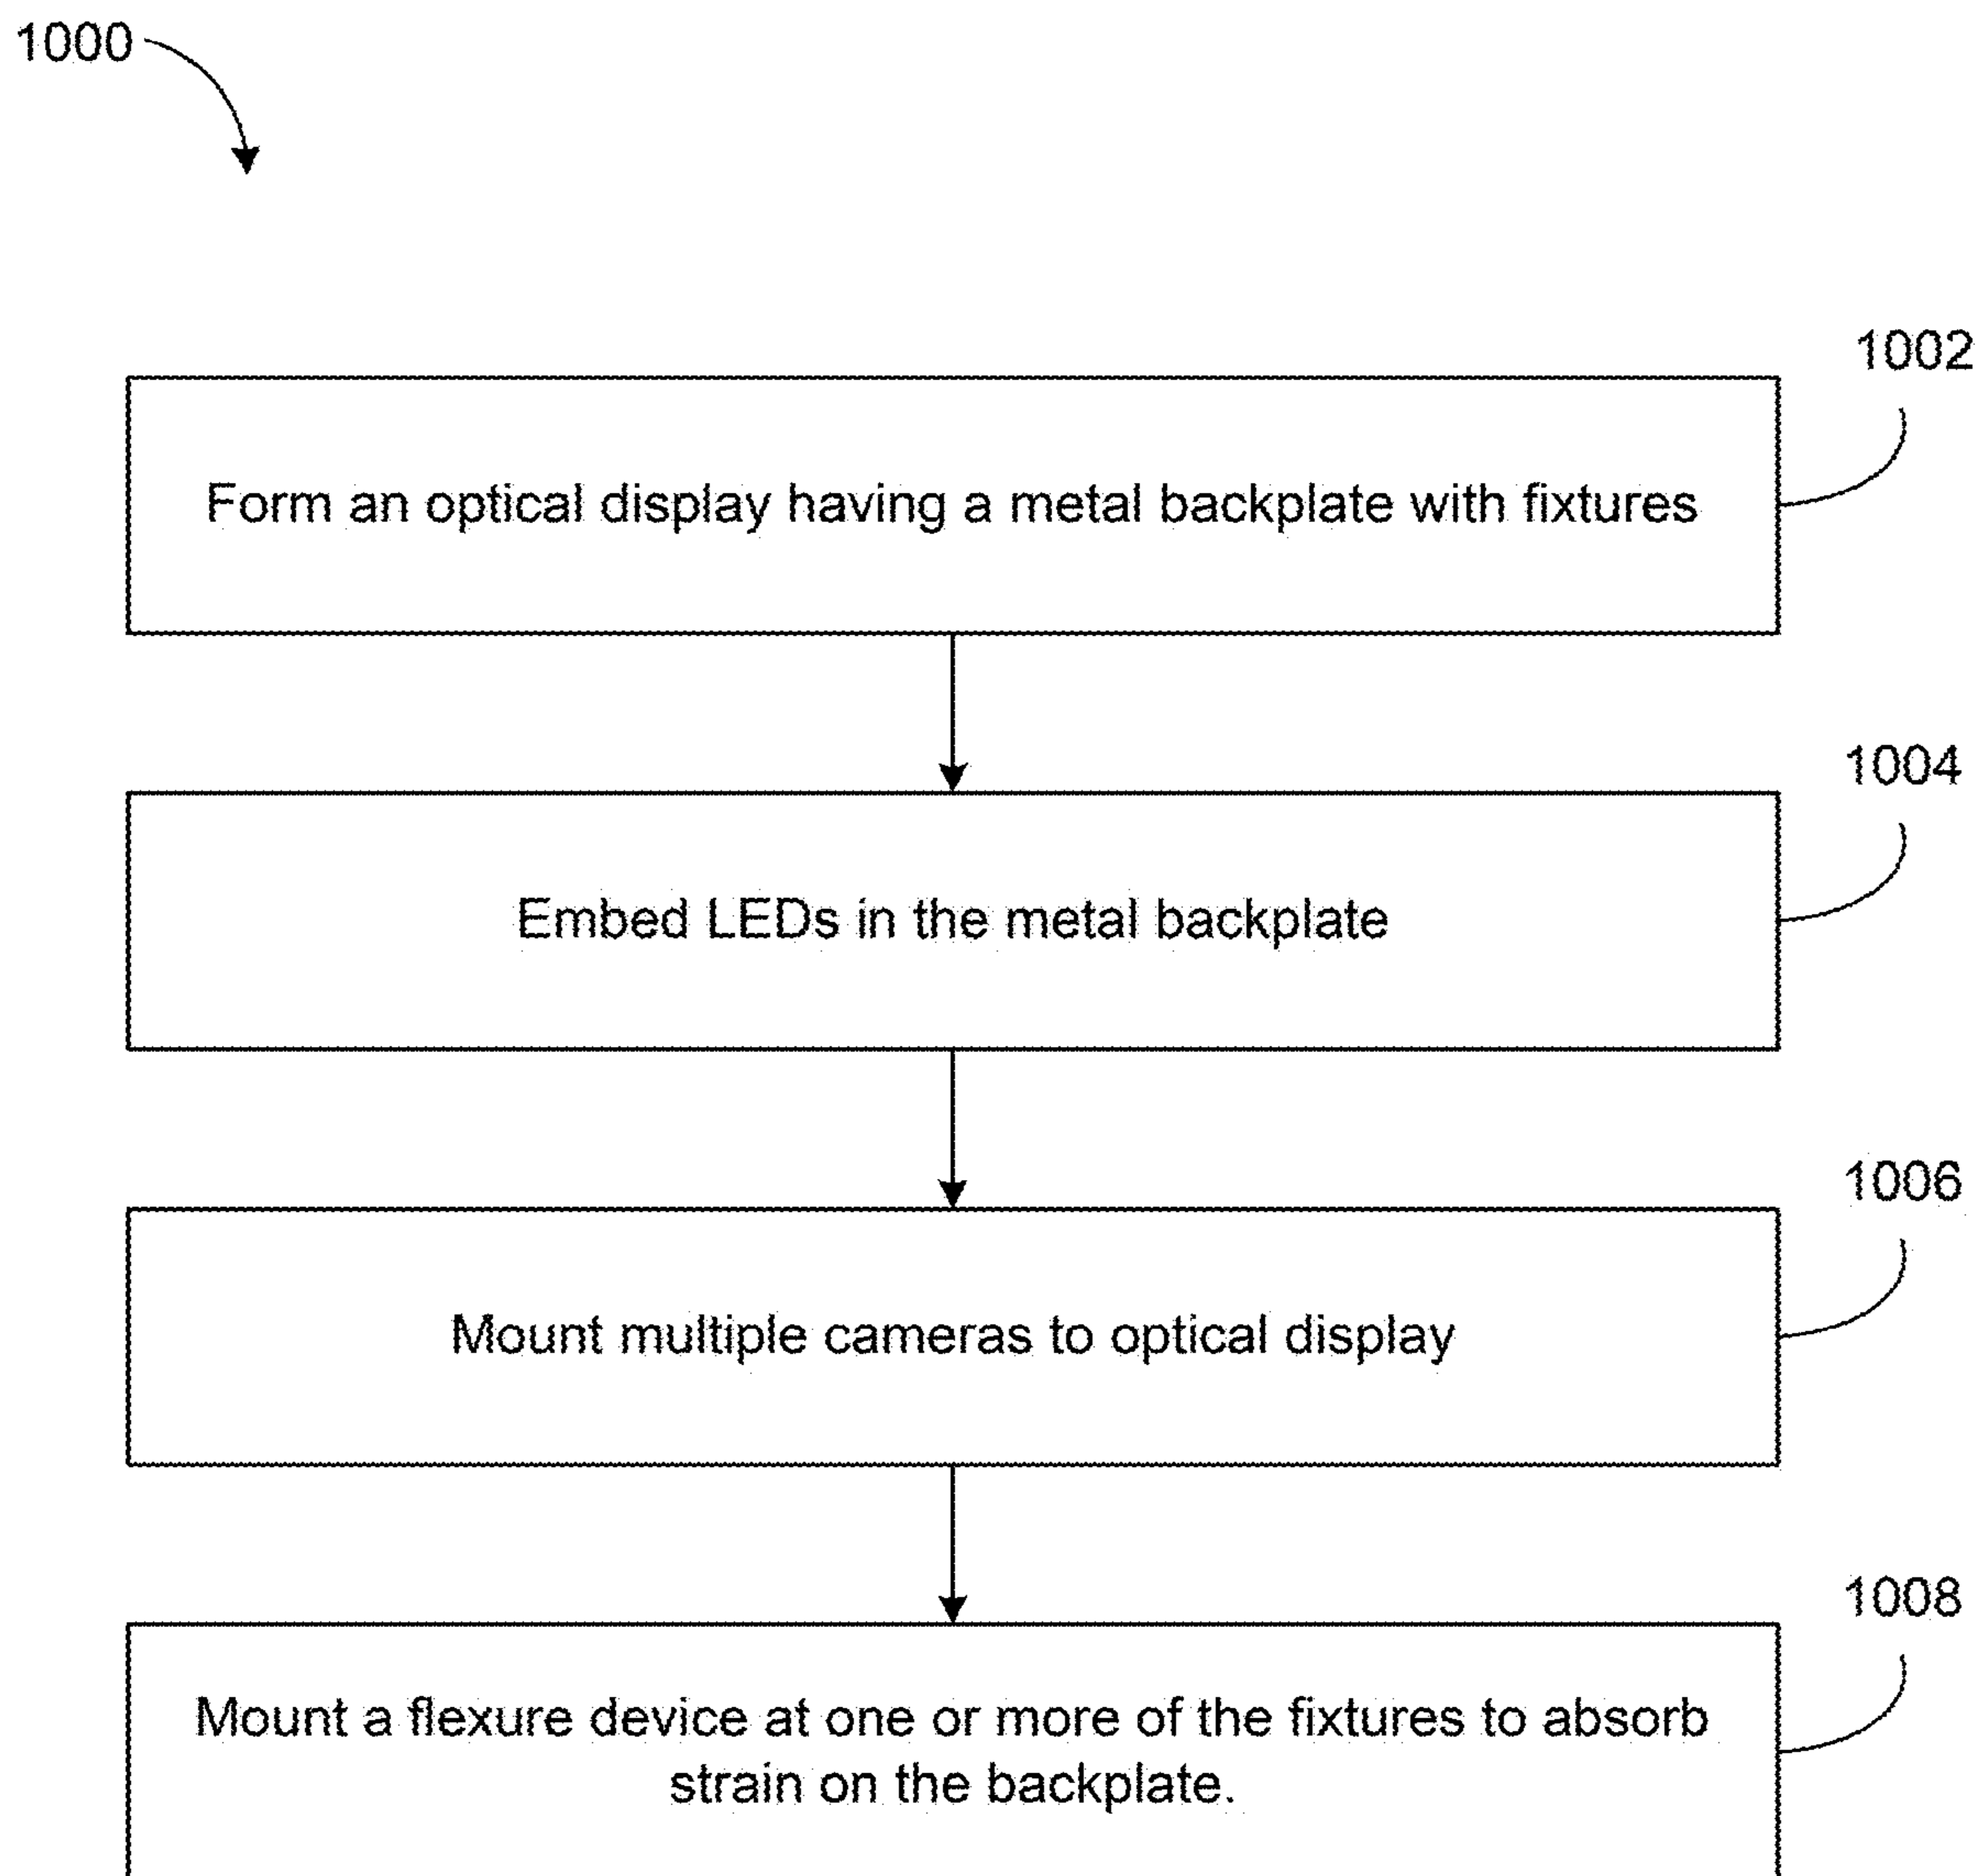 1000
1002
Form an optical display having a metal backplate with fixtures
1004
Embed LEDs in the metal backplate
1006
Mount multiple cameras to optical display
1008
Mount a flexure device at one or more of the fixtures to absorb
strain on the backplate.